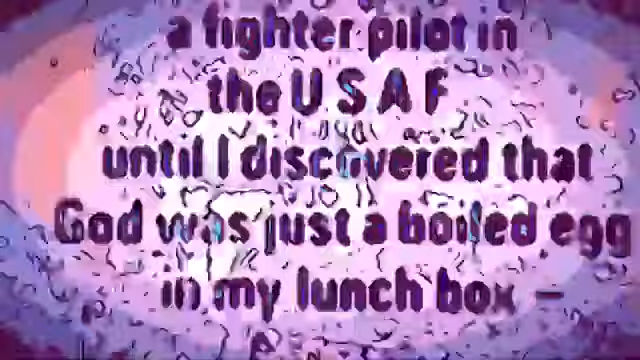 a fighter pilot in
the U S A F
until I discovered that
God was just a boiled egg
in my lunch box –